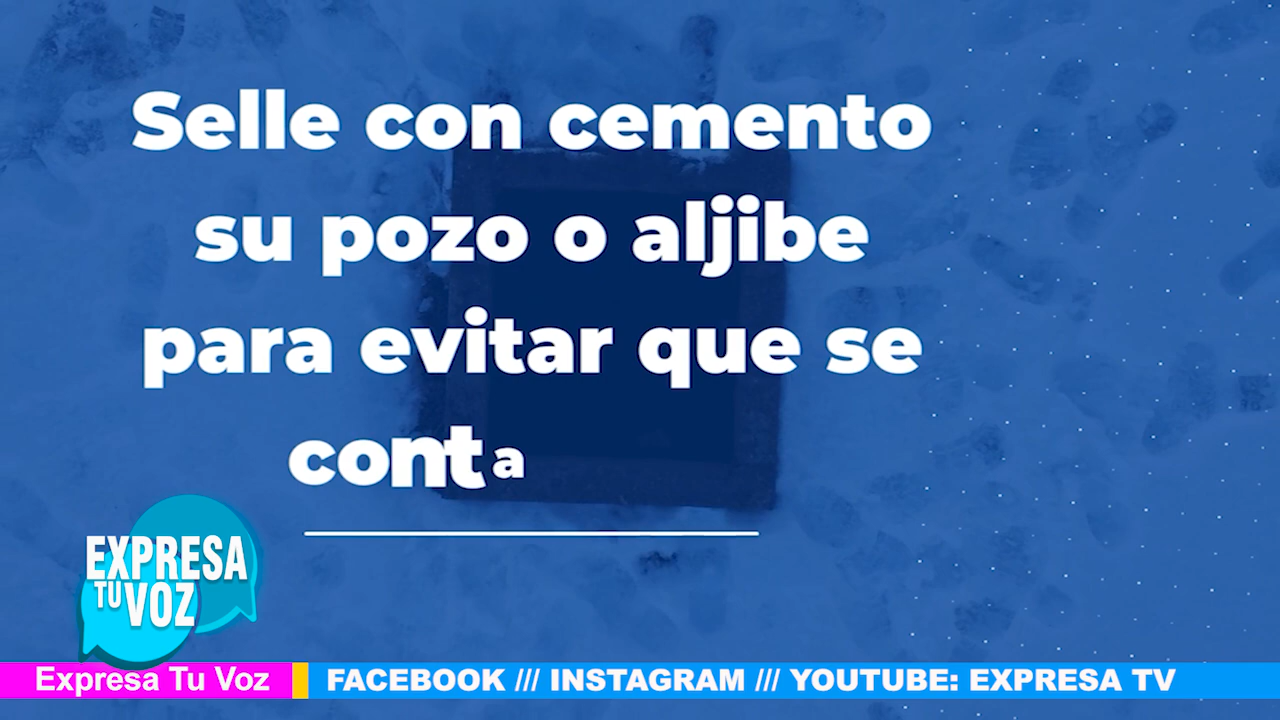 Selle con cemento
su pozo o aljibe
para evitar que se
conta
EXPRESA
TU VOZ
Expresa Tu Voz
FACEBOOK /// INSTAGRAM /// YOUTUBE: EXPRESA TV